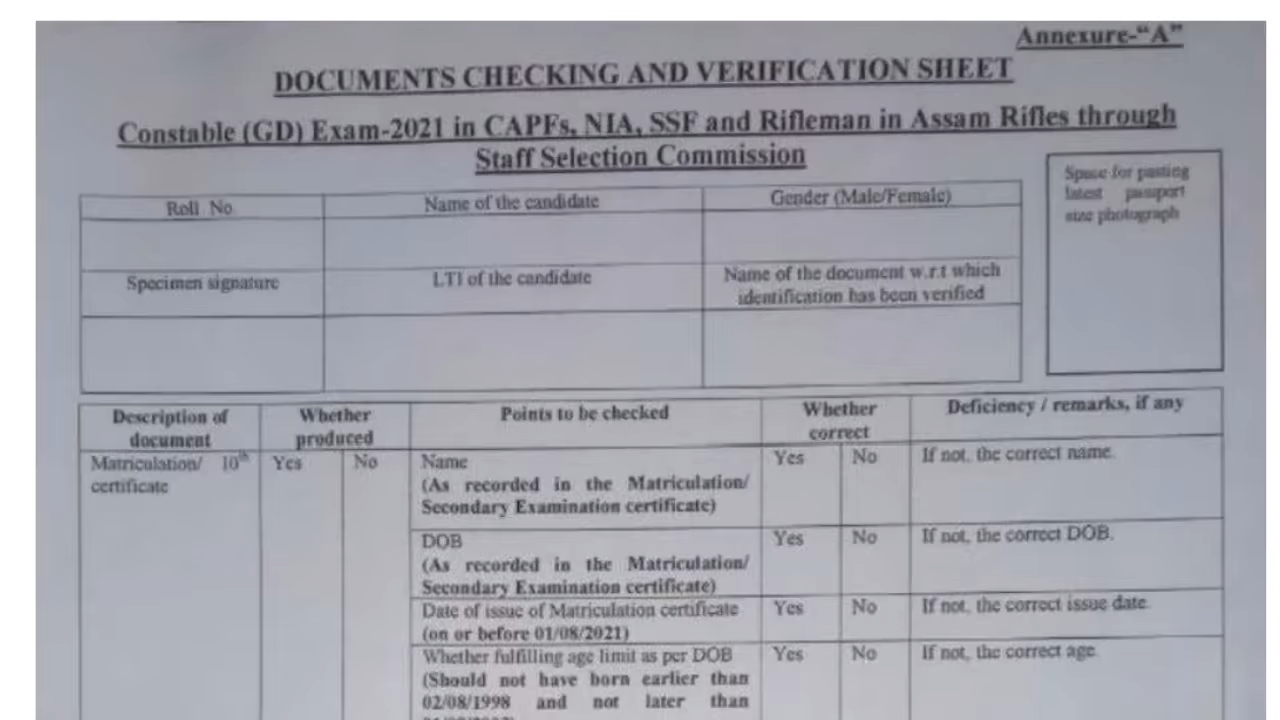 Annexure-“A”
DOCUMENTS CHECKING AND VERIFICATION SHEET
Constable (GD) Exam-2021 in CAPFs, NIA, SSF and Rifleman in Assam Rifles through
Staff Selection Commission
Space for pasting
latest passport
size photograph
Roll No
Name of the candidate
Gender (Male/Female)
Specimen signature
LTI of the candidate
Name of the document w.r.t which
identification has been verified
Description of
document
Whether
produced
Points to be checked
Whether
correct
Deficiency / remarks, if any
Matriculation/ 10th
certificate
Yes
No
Name
(As recorded in the Matriculation/
Secondary Examination certificate)
Yes
No
If not, the correct name.
DOB
(As recorded in the Matriculation/
Secondary Examination certificate)
Yes
No
If not, the correct DOB.
Date of issue of Matriculation certificate
(on or before 01/08/2021)
Yes
No
If not, the correct issue date
Whether fulfilling age limit as per DOB
(Should not have born earlier than
02/08/1998 and not later than
Yes
No
If not, the correct age.